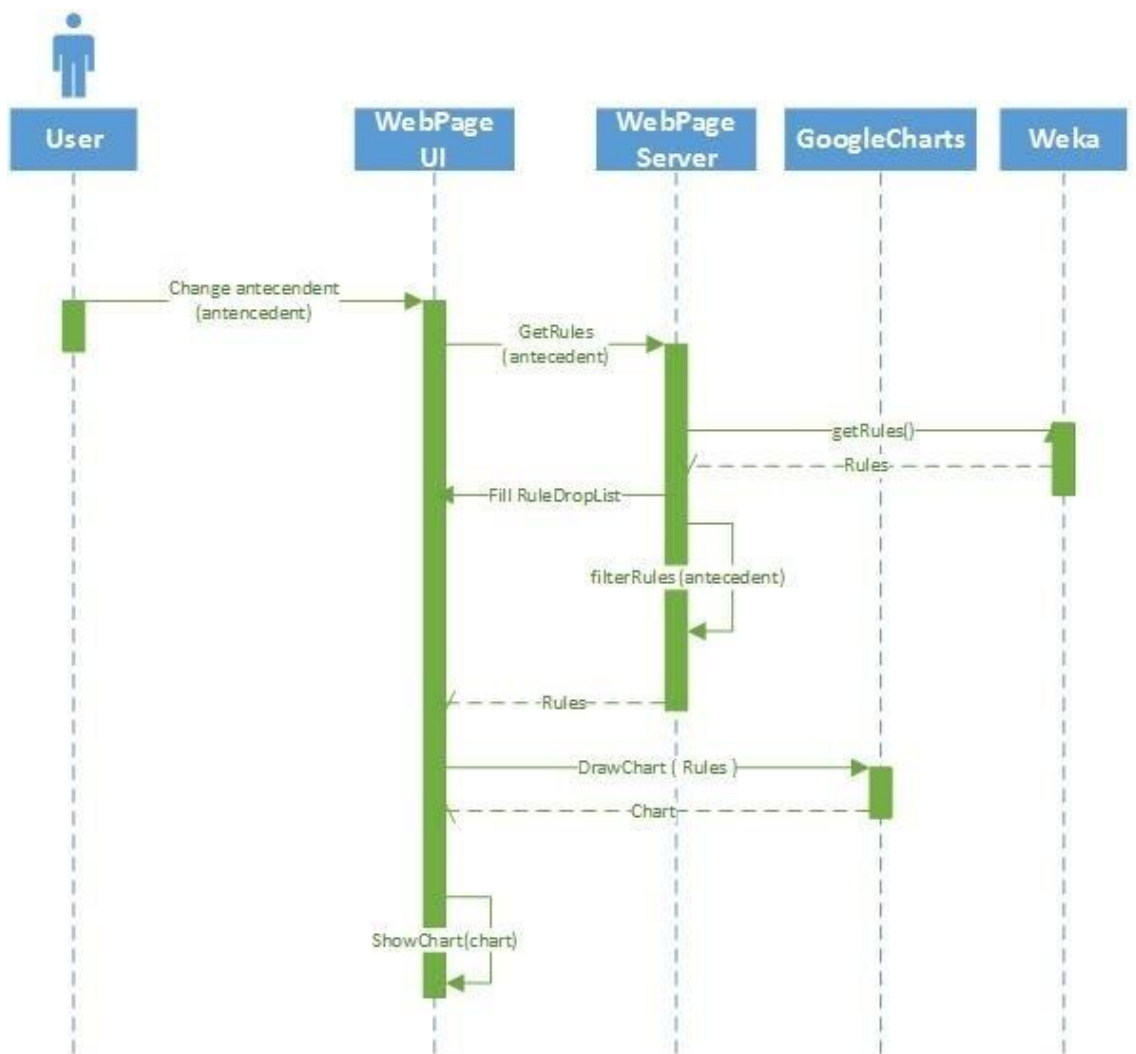 User
WebPage
UI
WebPage
Server
GoogleCharts
Weka
Change antecendent
(antencedent)
GetRules
(antecedent)
getRules()
Rules
Fill RuleDropList
filterRules(antecedent)
Rules
DrawChart ( Rules )
Chart
ShowChart(chart)